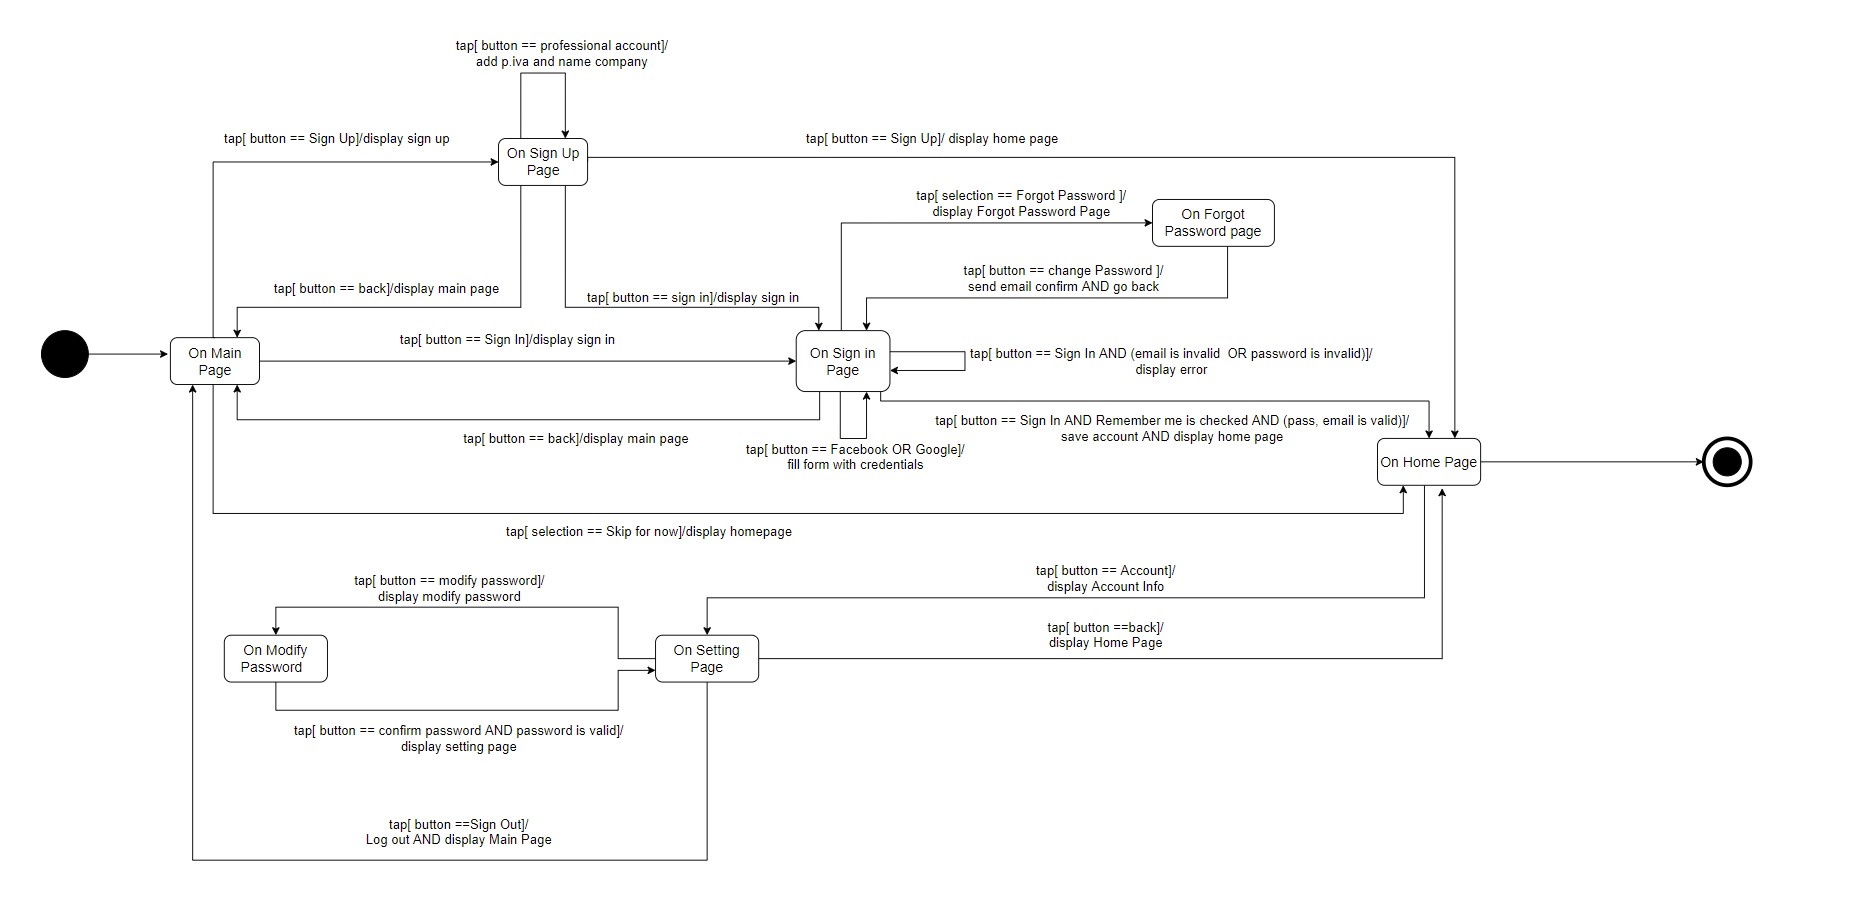 tap[ button == professional account]/
add p.iva and name company
tap[ button == Sign Up]/display sign up
On Sign Up
Page
tap[ button == Sign Up]/ display home page
tap[ selection == Forgot Password ]/
display Forgot Password Page
On Forgot
Password page
tap[ button == back]/display main page
tap[ button == sign in]/display sign in
tap[ button == change Password ]/
send email confirm AND go back
On Main
Page
tap[ button == Sign In]/display sign in
On Sign in
Page
tap[ button == Sign In AND (email is invalid  OR password is invalid)]/
display error
tap[ button == back]/display main page
tap[ button == Facebook OR Google]/
fill form with credentials
tap[ button == Sign In AND Remember me is checked AND (pass, email is valid)]/
save account AND display home page
On Home Page
tap[ selection == Skip for now]/display homepage
tap[ button == modify password]/
display modify password
tap[ button == Account]/
display Account Info
On Modify
Password
On Setting
Page
tap[ button ==back]/
display Home Page
tap[ button == confirm password AND password is valid]/
display setting page
tap[ button ==Sign Out]/
Log out AND display Main Page